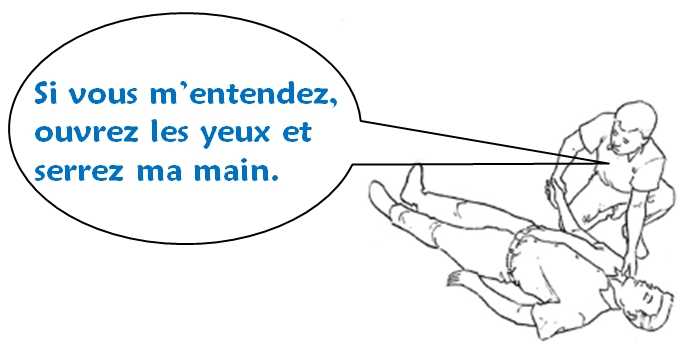 Si vous m'entendez,
ouvrez les yeux et
serrez ma main.